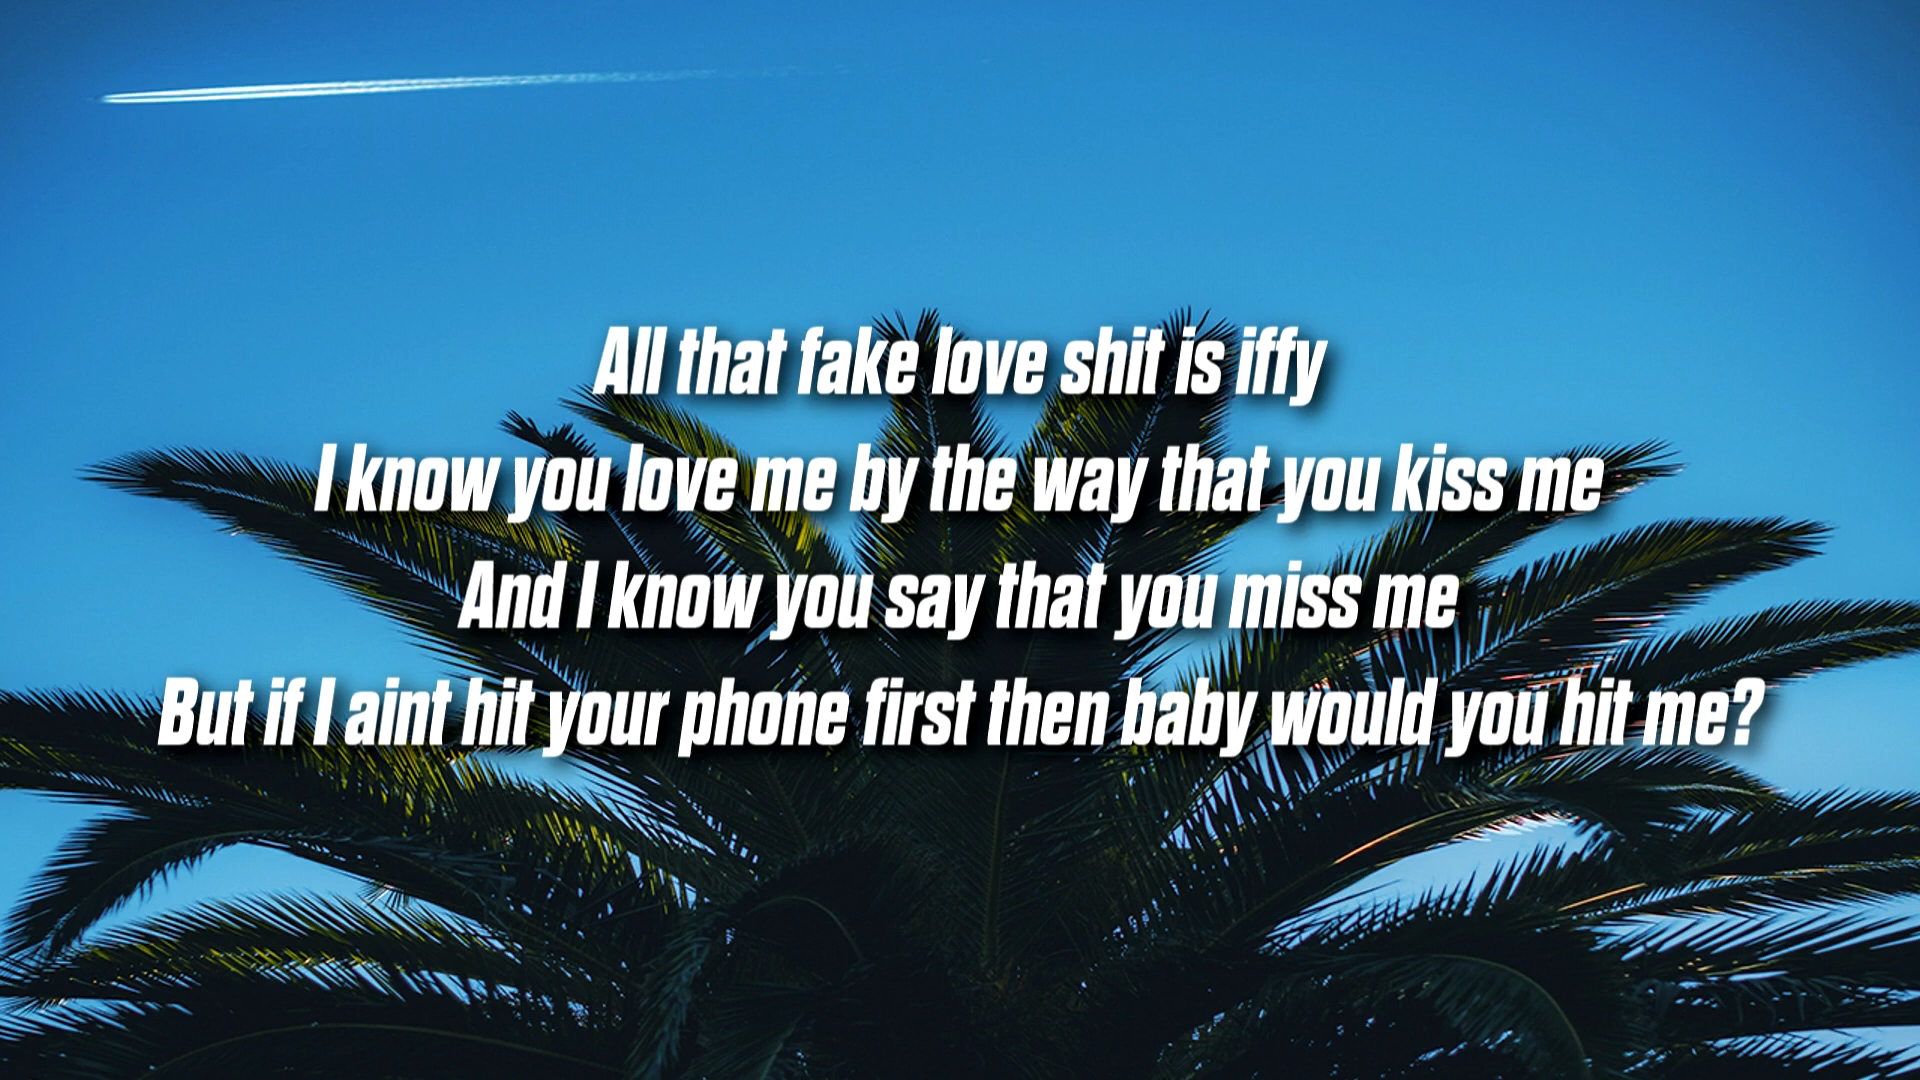 All that fake love shit is iffy
I know you love me by the way that you kiss me
And I know you say that you miss me
But if I aint hit your phone first then baby would you hit me?